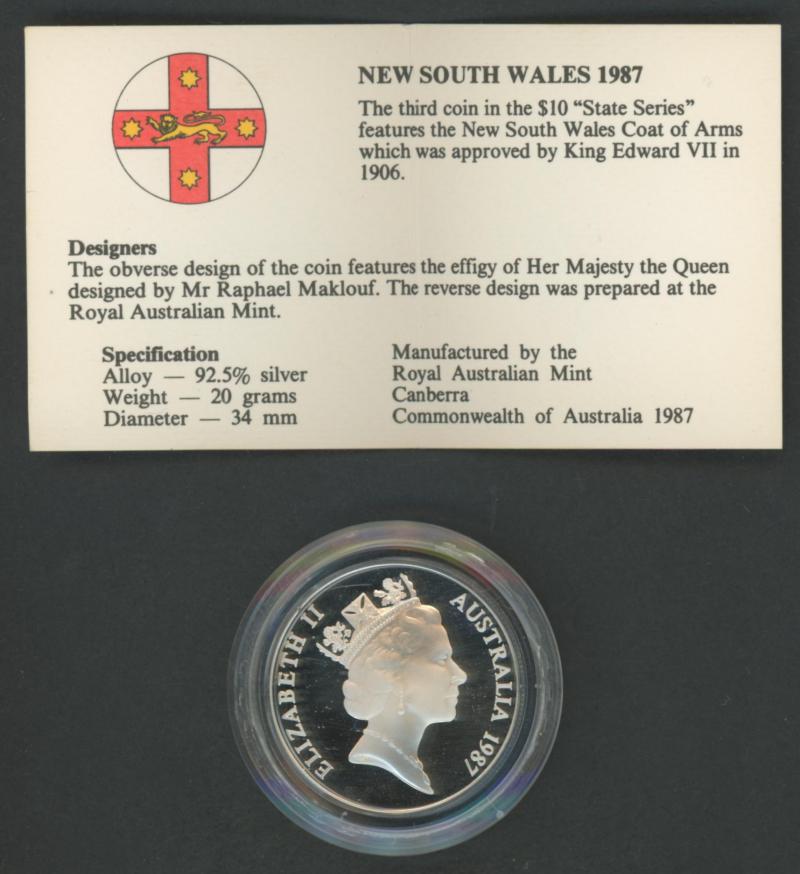 NEW SOUTH WALES 1987
The third coin in the $10 “State Series”
features the New South Wales Coat of Arms
which was approved by King Edward VII in
1906.
Designers
The obverse design of the coin features the effigy of Her Majesty the Queen
designed by Mr Raphael Maklouf. The reverse design was prepared at the
Royal Australian Mint.
Specification
Alloy — 92.5% silver
Weight — 20 grams
Diameter — 34 mm
Manufactured by the
Royal Australian Mint
Canberra
Commonwealth of Australia 1987
ELIZABETH II
AUSTRALIA 1987